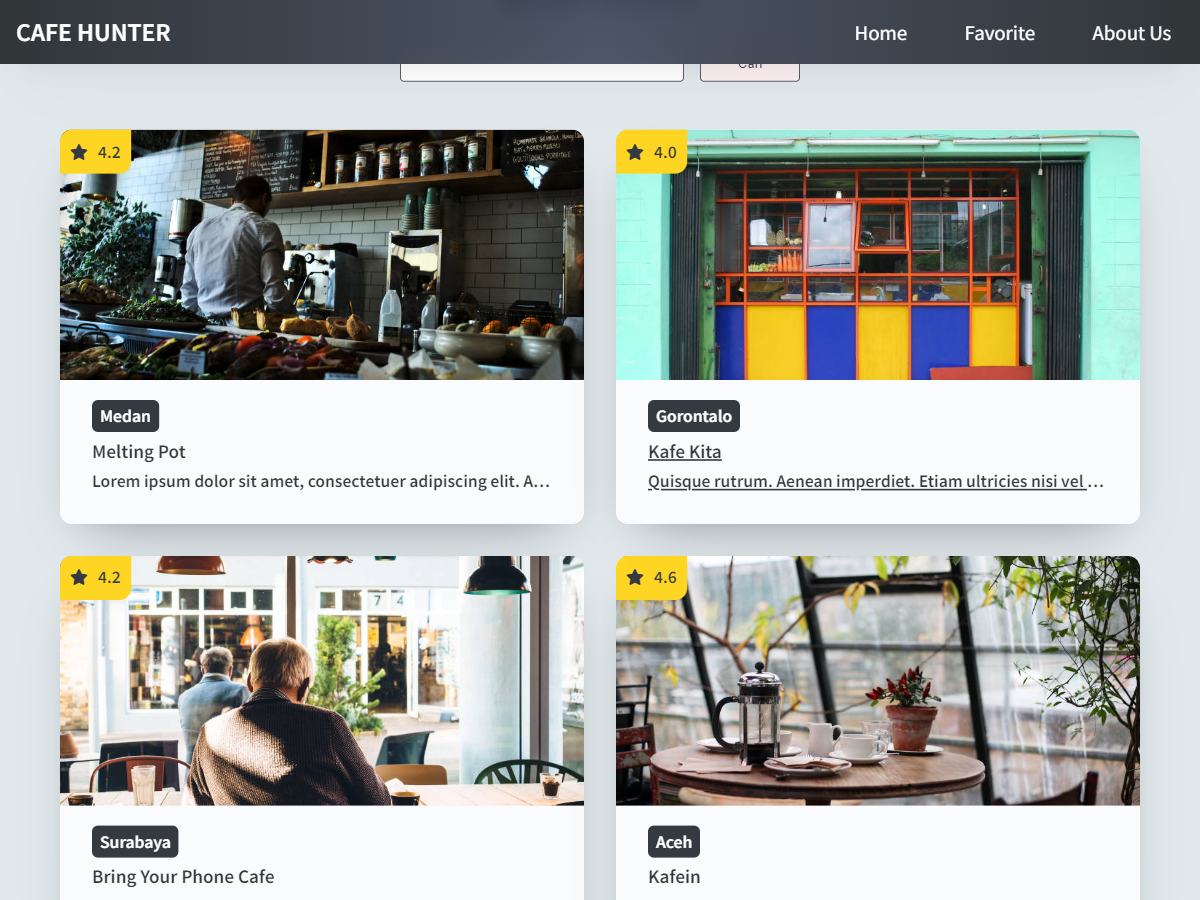 CAFE HUNTER
Home
Favorite
About Us
Cari
4.2
Medan
Melting Pot
Lorem ipsum dolor sit amet, consectetuer adipiscing elit. A…
4.0
Gorontalo
Kafe Kita
Quisque rutrum. Aenean imperdiet. Etiam ultricies nisi vel …
4.2
7 4
Surabaya
Bring Your Phone Cafe
4.6
Aceh
Kafein